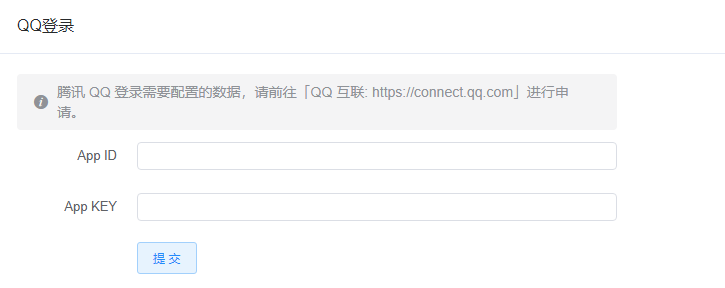 QQ登录
腾讯 QQ 登录需要配置的数据，请前往「QQ 互联: https://connect.qq.com」进行申
请。
App ID
App KEY
提 交